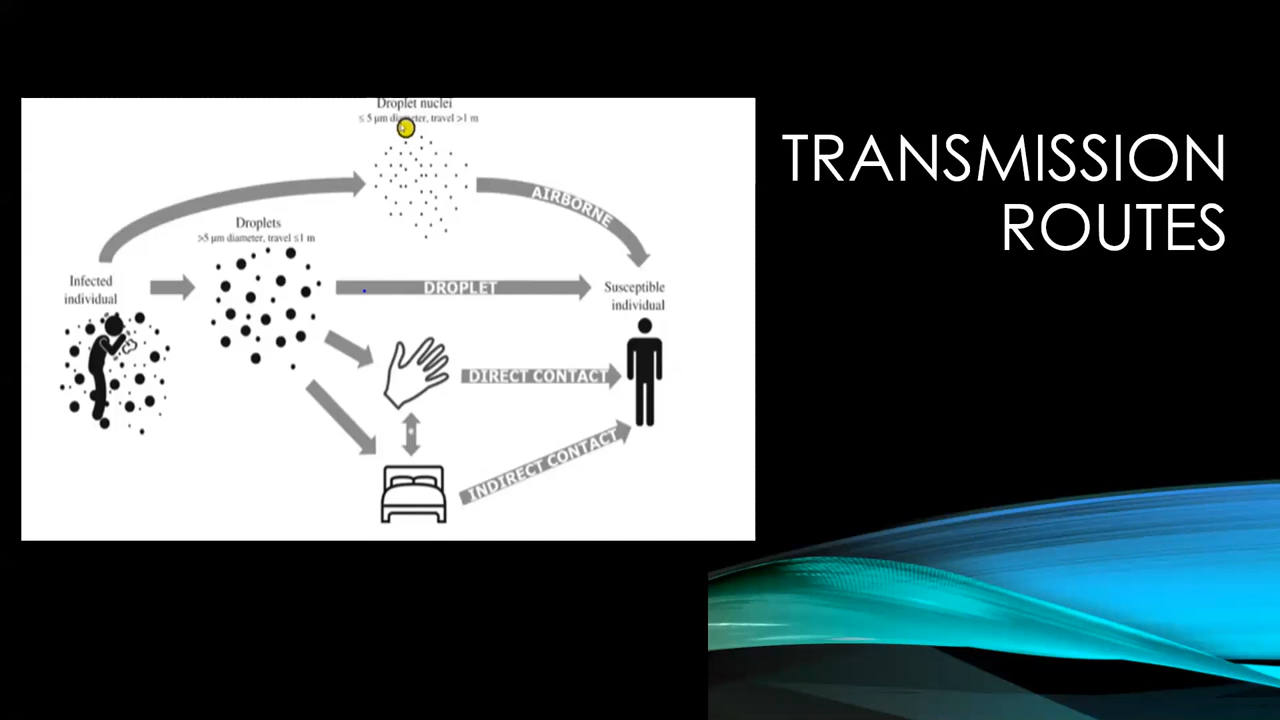 TRANSMISSION
ROUTES
Droplet nuclei
≤ 5 μm diameter, travel >1 m
AIRBORNE
Droplets
>5 μm diameter, travel ≤1 m
Infected
individual
DROPLET
Susceptible
individual
DIRECT CONTACT
INDIRECT CONTACT